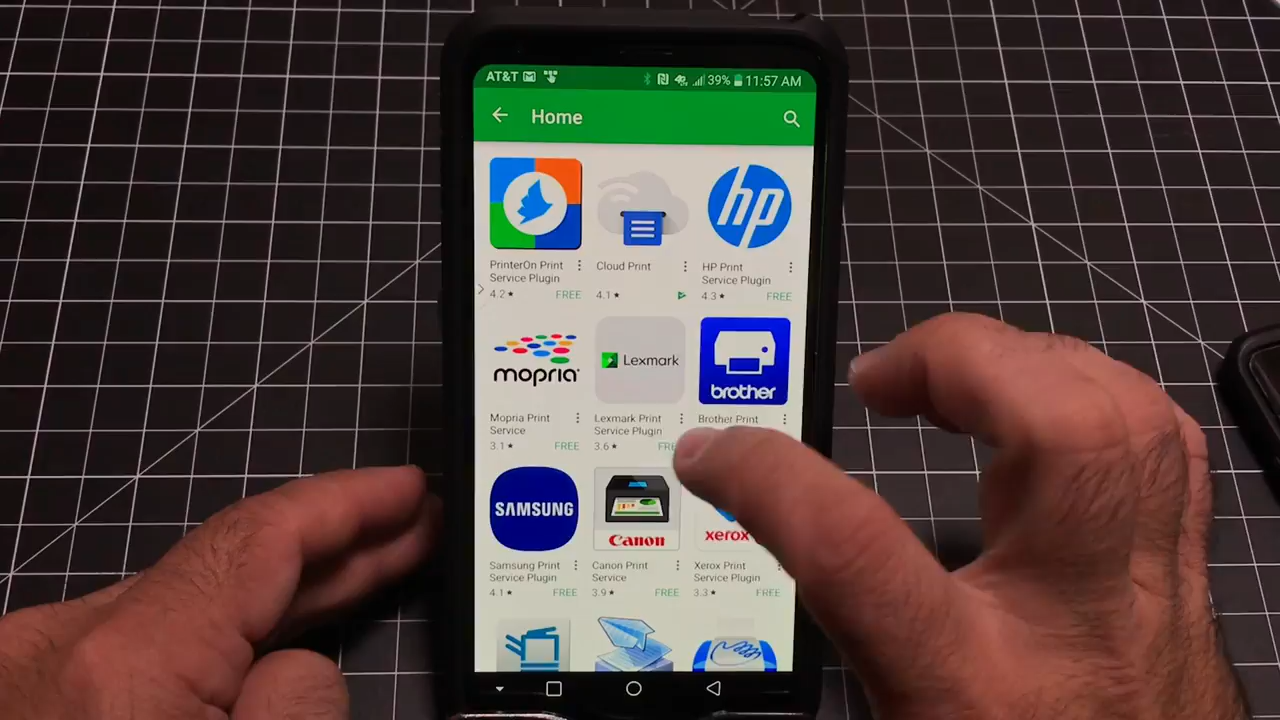 AT&T 39% 11:57 AM
Home
hp
PrinterOn Print
Service Plugin
4.2★ FREE
Cloud Print
4.1★
HP Print
Service Plugin
4.3★ FREE
mopria
Lexmark
brother
Mopria Print
Service
3.1★ FREE
Lexmark Print
Service Plugin
3.6★
Brother Print
SAMSUNG
Canon
xerox
Samsung Print
Service Plugin
4.1★ FREE
Canon Print
Service
3.9★ FREE
Xerox Print
Service Plugin
3.3★ FREE